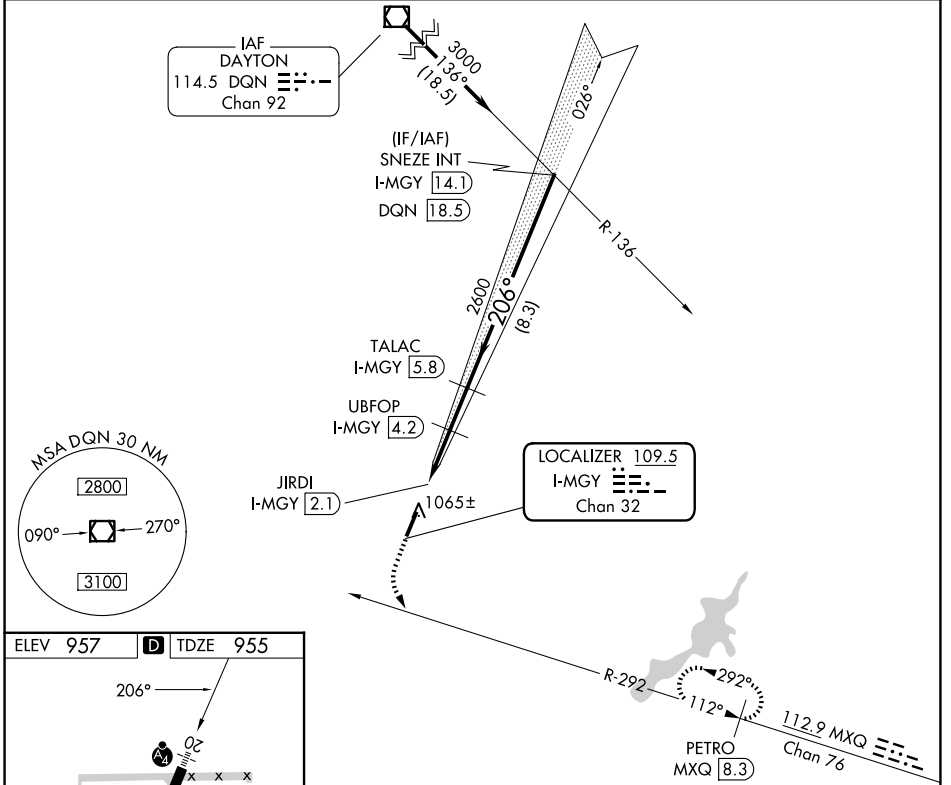 IAF
DAYTON
114.5 DQN
Chan 92
3000
136°
(18.5)
026°
(IF/IAF)
SNEZE INT
I-MGY 14.1
DQN 18.5
R-136
2600
206°
(8.3)
TALAC
I-MGY 5.8
UBFOP
I-MGY 4.2
MSA DQN 30 NM
2800
090°
270°
3100
JIRDI
I-MGY 2.1
1065±
LOCALIZER 109.5
I-MGY
Chan 32
ELEV 957 D TDZE 955
206°
20
A4
x x x
R-292
292°
112°
PETRO
MXQ 8.3
112.9 MXQ
Chan 76